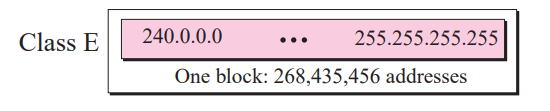 Class E
240.0.0.0 ... 255.255.255.255
One block: 268,435,456 addresses